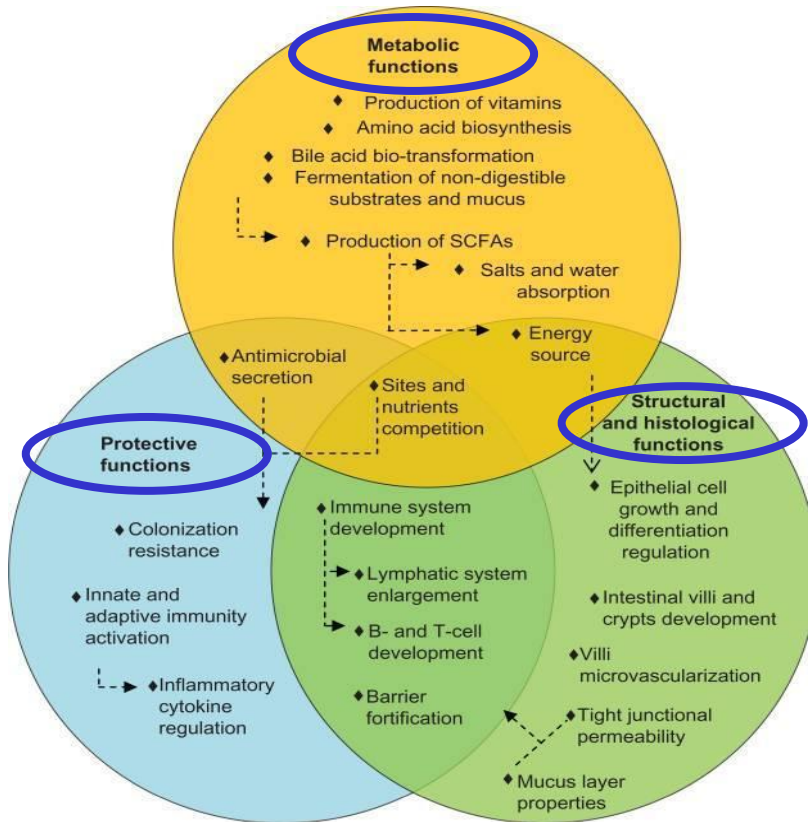 Metabolic
functions
♦ Production of vitamins
♦ Amino acid biosynthesis
♦ Bile acid bio-transformation
♦ Fermentation of non-digestible
substrates and mucus
♦ Production of SCFAs
♦ Salts and water
absorption
♦ Energy
source
♦ Antimicrobial
secretion
♦ Sites and
nutrients
competition
Protective
functions
♦ Colonization
resistance
♦ Innate and
adaptive immunity
activation
♦ Inflammatory
cytokine
regulation
♦ Immune system
development
♦ Lymphatic system
enlargement
♦ B- and T-cell
development
♦ Barrier
fortification
Structural
and histological
functions
♦ Epithelial cell
growth and
differentiation
regulation
♦ Intestinal villi and
crypts development
♦ Villi
microvascularization
♦ Tight junctional
permeability
♦ Mucus layer
properties